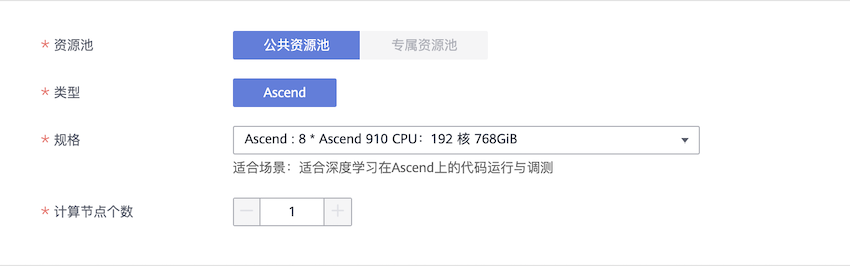 * 资源池 公共资源池 专属资源池
* 类型 Ascend
* 规格 Ascend : 8 * Ascend 910 CPU：192 核 768GiB
适合场景：适合深度学习在Ascend上的代码运行与调测
* 计算节点个数 — 1 +